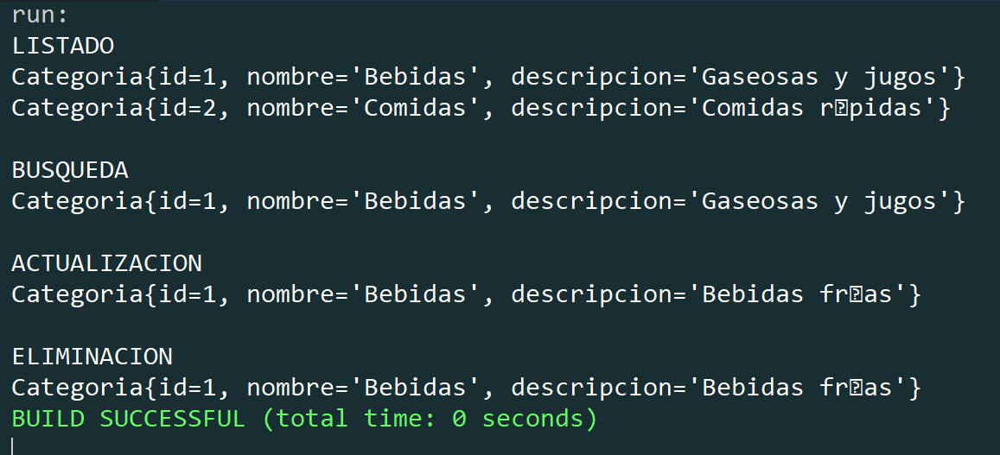 run:
LISTADO
Categoria{id=1, nombre='Bebidas', descripcion='Gaseosas y jugos'}
Categoria{id=2, nombre='Comidas', descripcion='Comidas r�pidas'}
BUSQUEDA
Categoria{id=1, nombre='Bebidas', descripcion='Gaseosas y jugos'}
ACTUALIZACION
Categoria{id=1, nombre='Bebidas', descripcion='Bebidas fr�as'}
ELIMINACION
Categoria{id=1, nombre='Bebidas', descripcion='Bebidas fr�as'}
BUILD SUCCESSFUL (total time: 0 seconds)